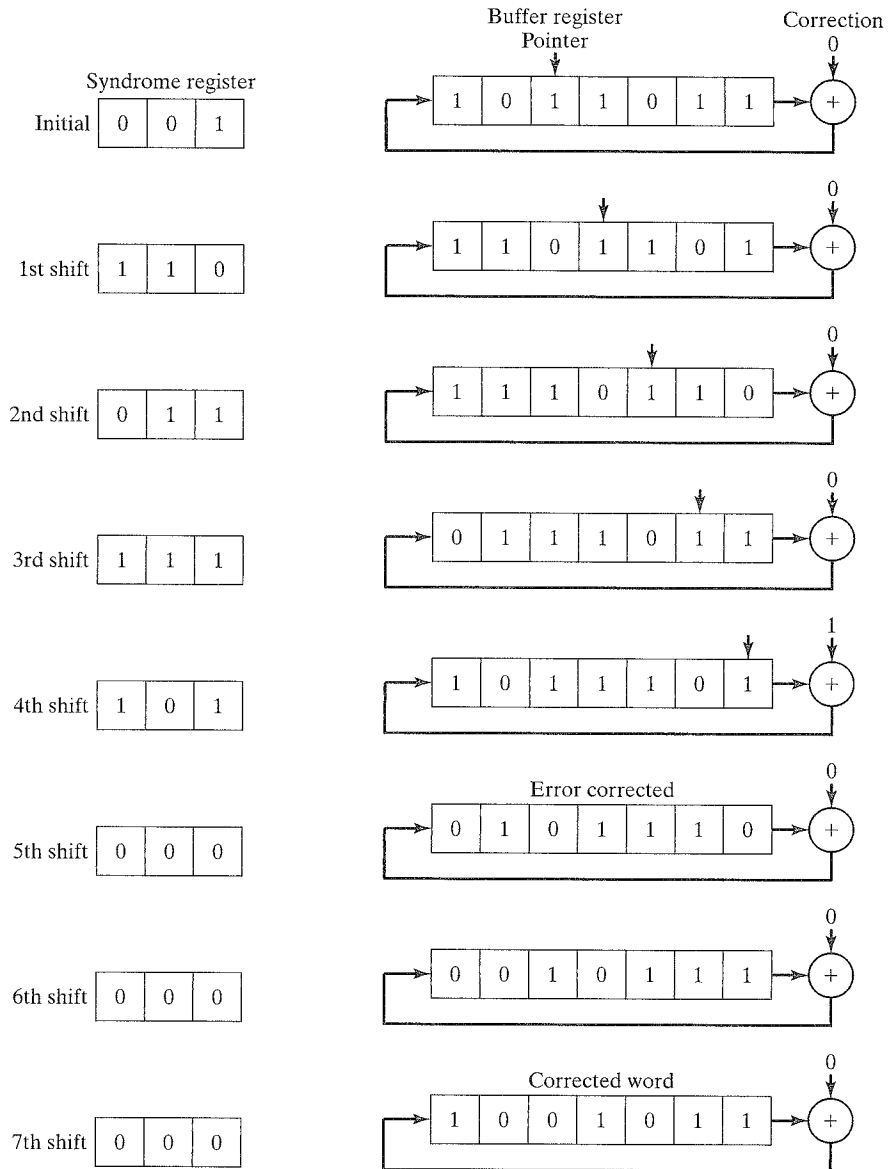 Buffer register
Pointer
Correction
0
Syndrome register
Initial 0 0 1
1 0 1 1 0 1 1 +
0
1st shift 1 1 0
1 1 0 1 1 0 1 +
0
2nd shift 0 1 1
1 1 1 0 1 1 0 +
0
3rd shift 1 1 1
0 1 1 1 0 1 1 +
1
4th shift 1 0 1
1 0 1 1 1 0 1 +
0
Error corrected
5th shift 0 0 0
0 1 0 1 1 1 0 +
0
6th shift 0 0 0
0 0 1 0 1 1 1 +
0
Corrected word
7th shift 0 0 0
1 0 0 1 0 1 1 +